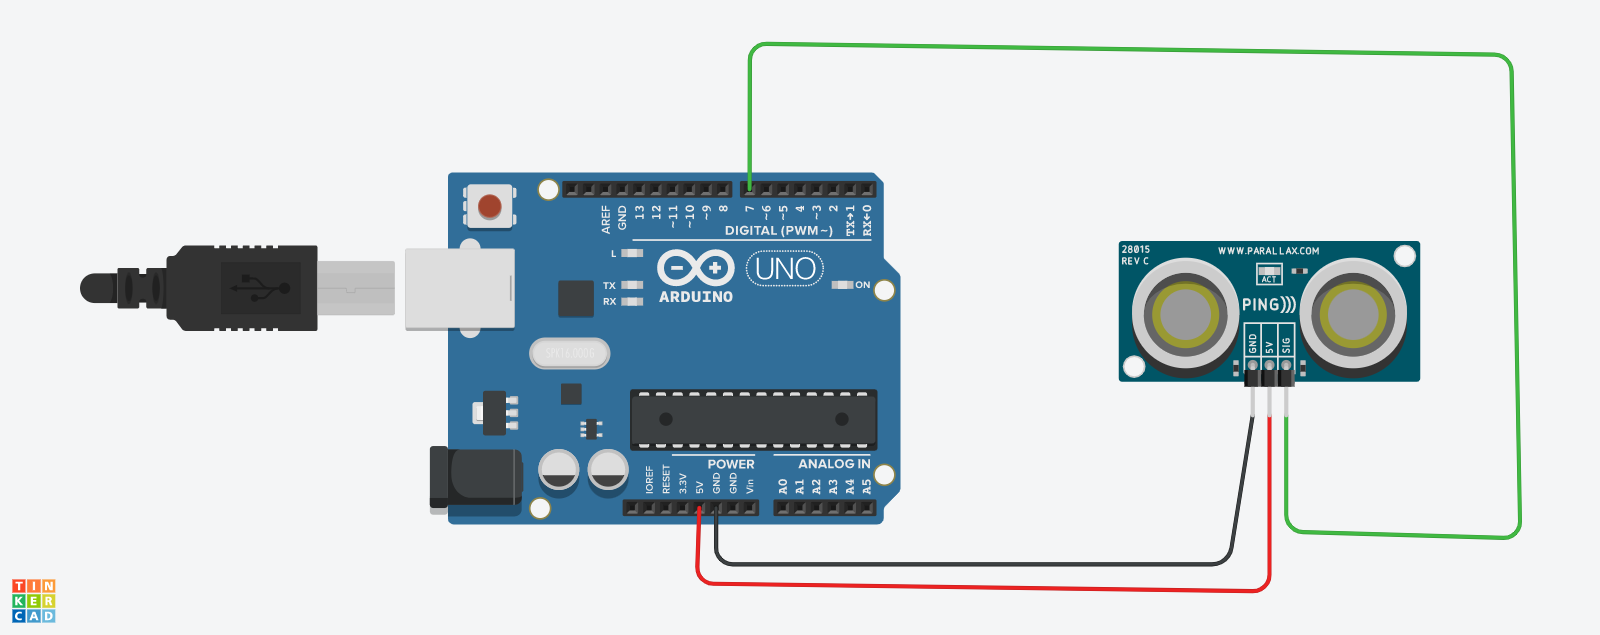 AREF
GND
13
12
~11
~10
~9
8
7
~6
~5
4
~3
2
TX→1
RX←0
DIGITAL (PWM~)
L
TX
RX
ARDUINO
UNO
ON
IOREF
RESET
3.3V
5V
GND
GND
Vin
POWER
ANALOG IN
A0
A1
A2
A3
A4
A5
28015
REV C
WWW.PARALLAX.COM
ACT
PING)))
GND
5V
SIG
TIN
KER
CAD